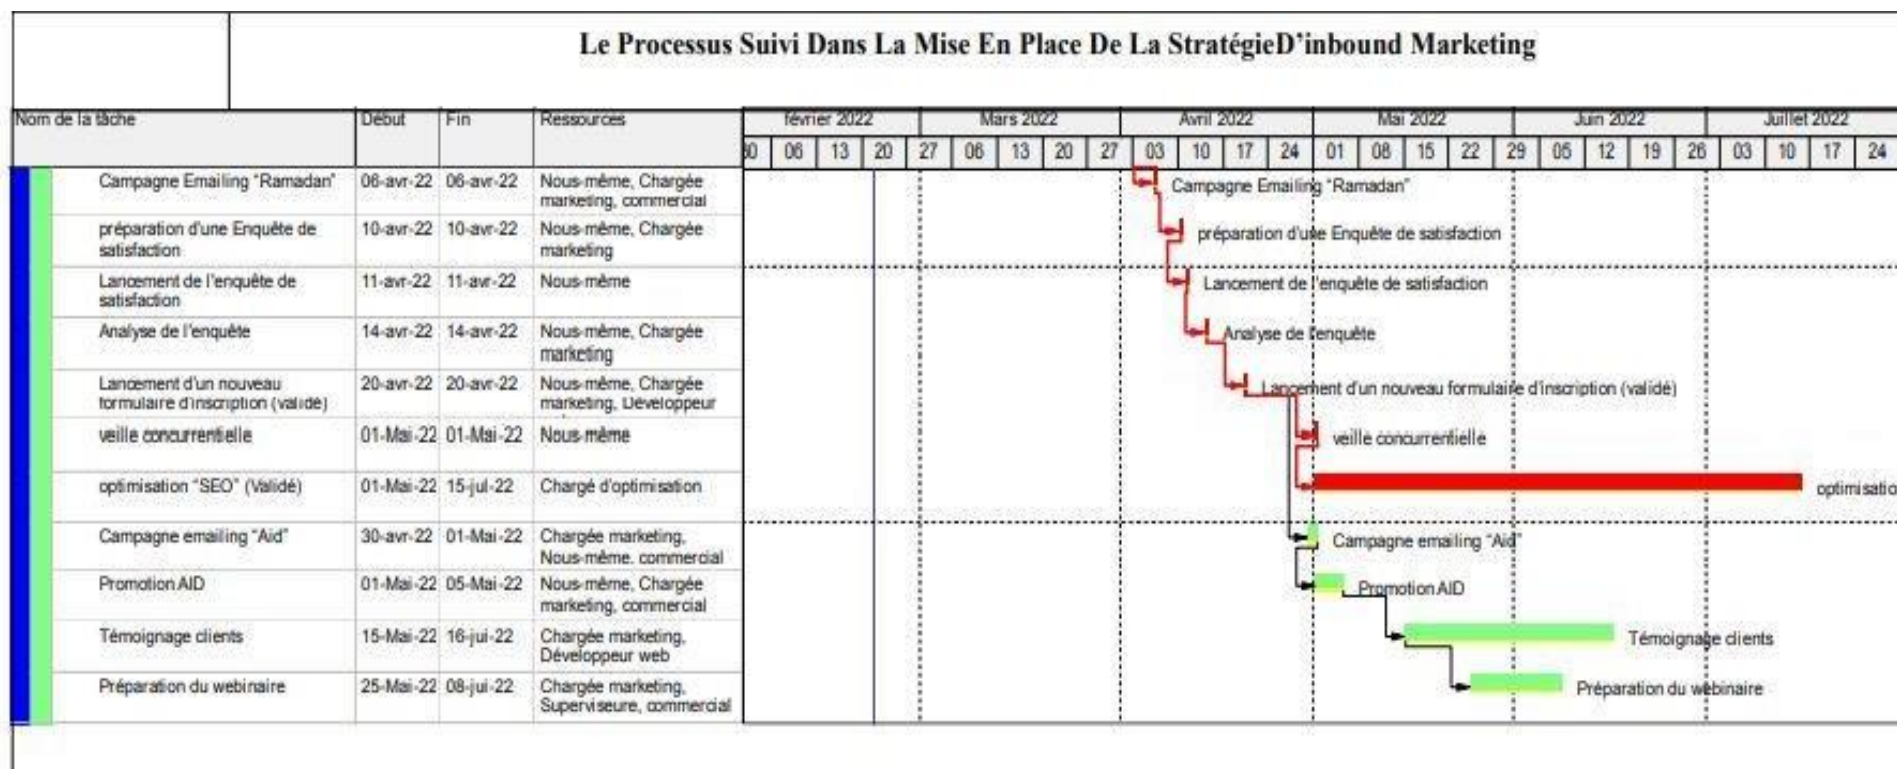 Le Processus Suivi Dans La Mise En Place De La StratégieD’inbound Marketing
Nom de la tâche Début Fin Ressources février 2022 Mars 2022 Avril 2022 Mai 2022 Juin 2022 Juillet 2022
30 06 13 20 27 06 13 20 27 03 10 17 24 01 08 15 22 29 05 12 19 26 03 10 17 24
Campagne Emailing “Ramadan” 06-avr-22 06-avr-22 Nous-même, Chargée
marketing, commercial
Campagne Emailing “Ramadan”
préparation d'une Enquête de
satisfaction
10-avr-22 10-avr-22 Nous-même, Chargée
marketing
préparation d'une Enquête de satisfaction
Lancement de l'enquête de
satisfaction
11-avr-22 11-avr-22 Nous-même
Lancement de l'enquête de satisfaction
Analyse de l'enquête 14-avr-22 14-avr-22 Nous-même, Chargée
marketing
Analyse de l'enquête
Lancement d'un nouveau
formulaire d'inscription (validé)
20-avr-22 20-avr-22 Nous-même, Chargée
marketing, Développeur
Lancement d'un nouveau formulaire d'inscription (validé)
veille concurrentielle 01-Mai-22 01-Mai-22 Nous-même
veille concurrentielle
optimisation “SEO” (Validé) 01-Mai-22 15-jul-22 Chargé d'optimisation
optimisatio
Campagne emailing “Aid” 30-avr-22 01-Mai-22 Chargée marketing,
Nous-même. commercial
Campagne emailing “Aid”
Promotion AID 01-Mai-22 05-Mai-22 Nous-même, Chargée
marketing, commercial
Promotion AID
Témoignage clients 15-Mai-22 16-jui-22 Chargée marketing,
Développeur web
Témoignage clients
Préparation du webinaire 25-Mai-22 08-jui-22 Chargée marketing,
Superviseure, commercial
Préparation du webinaire